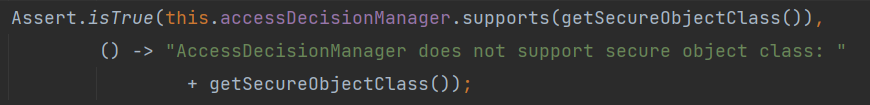 Assert.isTrue(this.accessDecisionManager.supports(getSecureObjectClass()),
() -> "AccessDecisionManager does not support secure object class: "
+ getSecureObjectClass());